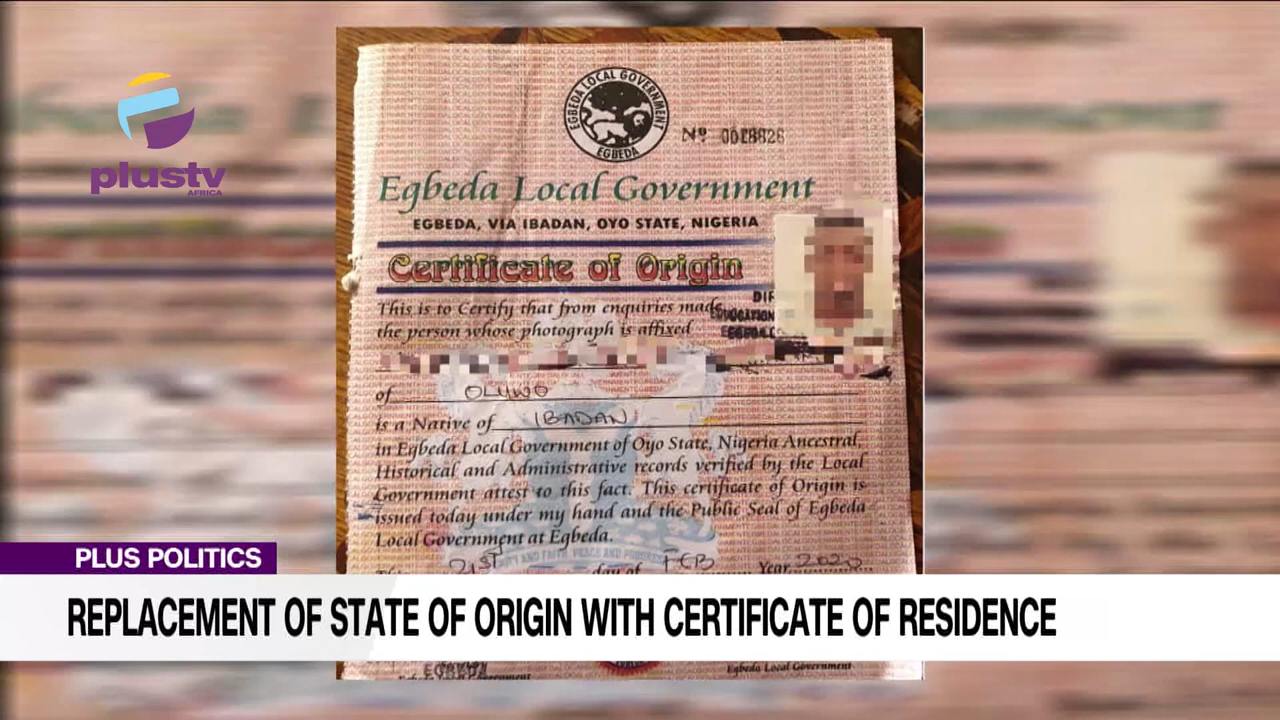 plustv
AFRICA
EGBEDA LOCAL GOVERNMENT
EGBEDA
Nº
Egbeda Local Government
EGBEDA, VIA IBADAN, OYO STATE, NIGERIA
Certificate of Origin
This is to Certify that from enquiries made
the person whose photograph is affixed
of OLUWO
is a Native of IBADAN
in Egbeda Local Government of Oyo State, Nigeria Ancestral,
Historical and Administrative records verified by the Local
Government attest to this fact. This certificate of Origin is
issued today under my hand and the Public Seal of Egbeda
Local Government at Egbeda.
21ST day of FEB Year 2020
PLUS POLITICS
REPLACEMENT OF STATE OF ORIGIN WITH CERTIFICATE OF RESIDENCE
Egbeda Local Government